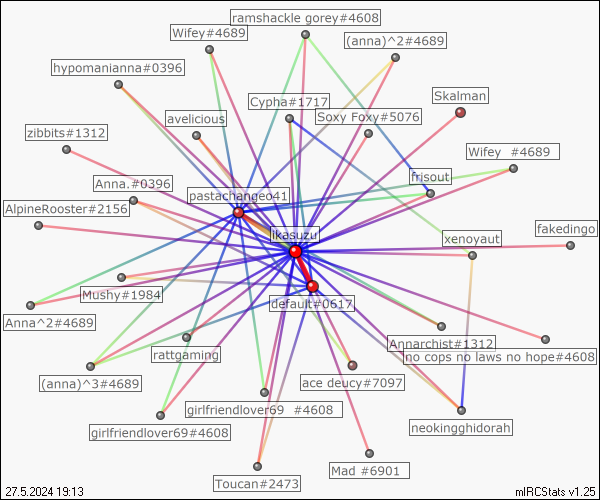 ramshackle gorey#4608
Wifey#4689
(anna)^2#4689
hypomanianna#0396
Skalman
Cypha#1717
avelicious
Soxy Foxy#5076
zibbits#1312
Wifey #4689
frisout
Anna.#0396
pastachangeo41
AlpineRooster#2156
fakedingo
likasuzu
xenoyaut
Mushy#1984
default#0617
Anna^2#4689
Annarchist#1312
rattgaming
no cops no laws no hope#4608
(anna)^3#4689
ace deucy#7097
girlfriendlover69 #4608
girlfriendlover69#4608
neokingghidorah
Mad #6901
Toucan#2473
27.5.2024 19:13
mIRCStats v1.25